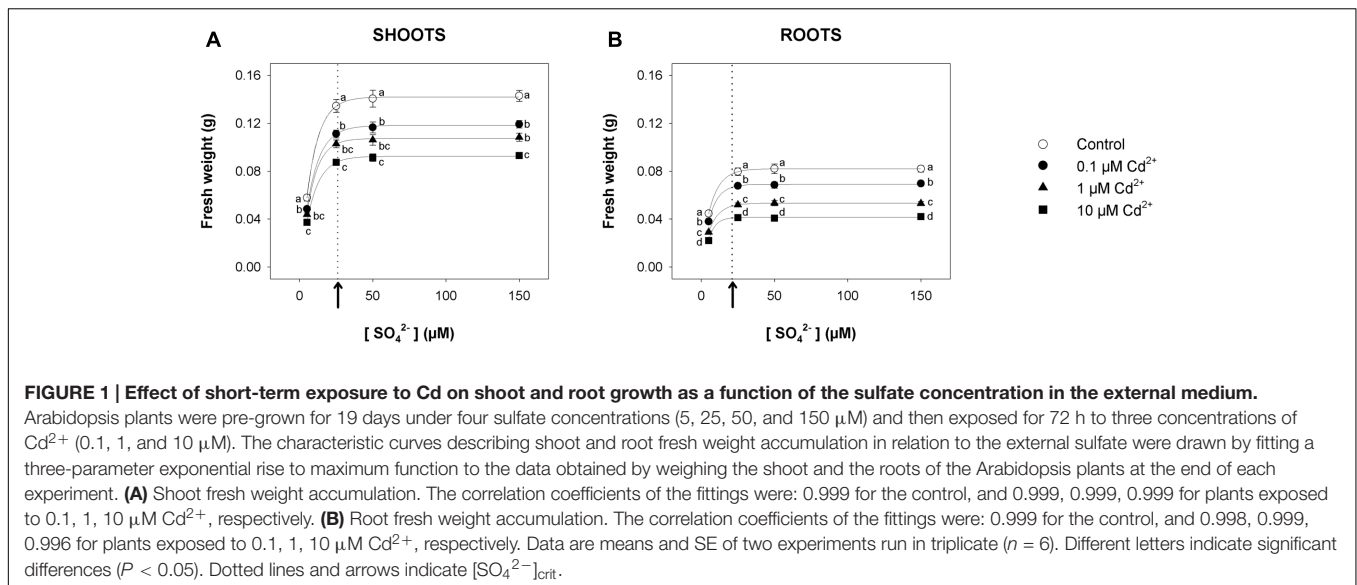 A SHOOTS
B ROOTS
0.16
0.12
0.08
0.04
0.00
Fresh weight (g)
a
b
bc
c
a
b
bc
c
a
b
bc
c
a
b
b
c
0 50 100 150
[ SO₄²⁻ ] (µM)
0.16
0.12
0.08
0.04
0.00
Fresh weight (g)
a
b
c
d
a
b
c
d
a
b
c
d
a
b
c
d
0 50 100 150
[ SO₄²⁻ ] (µM)
Control
0.1 µM Cd²⁺
1 µM Cd²⁺
10 µM Cd²⁺
FIGURE 1 | Effect of short-term exposure to Cd on shoot and root growth as a function of the sulfate concentration in the external medium.
Arabidopsis plants were pre-grown for 19 days under four sulfate concentrations (5, 25, 50, and 150 µM) and then exposed for 72 h to three concentrations of
Cd²⁺ (0.1, 1, and 10 µM). The characteristic curves describing shoot and root fresh weight accumulation in relation to the external sulfate were drawn by fitting a
three-parameter exponential rise to maximum function to the data obtained by weighing the shoot and the roots of the Arabidopsis plants at the end of each
experiment. (A) Shoot fresh weight accumulation. The correlation coefficients of the fittings were: 0.999 for the control, and 0.999, 0.999, 0.999 for plants exposed
to 0.1, 1, 10 µM Cd²⁺, respectively. (B) Root fresh weight accumulation. The correlation coefficients of the fittings were: 0.999 for the control, and 0.998, 0.999,
0.996 for plants exposed to 0.1, 1, 10 µM Cd²⁺, respectively. Data are means and SE of two experiments run in triplicate (n = 6). Different letters indicate significant
differences (P < 0.05). Dotted lines and arrows indicate [SO₄²⁻]crit.